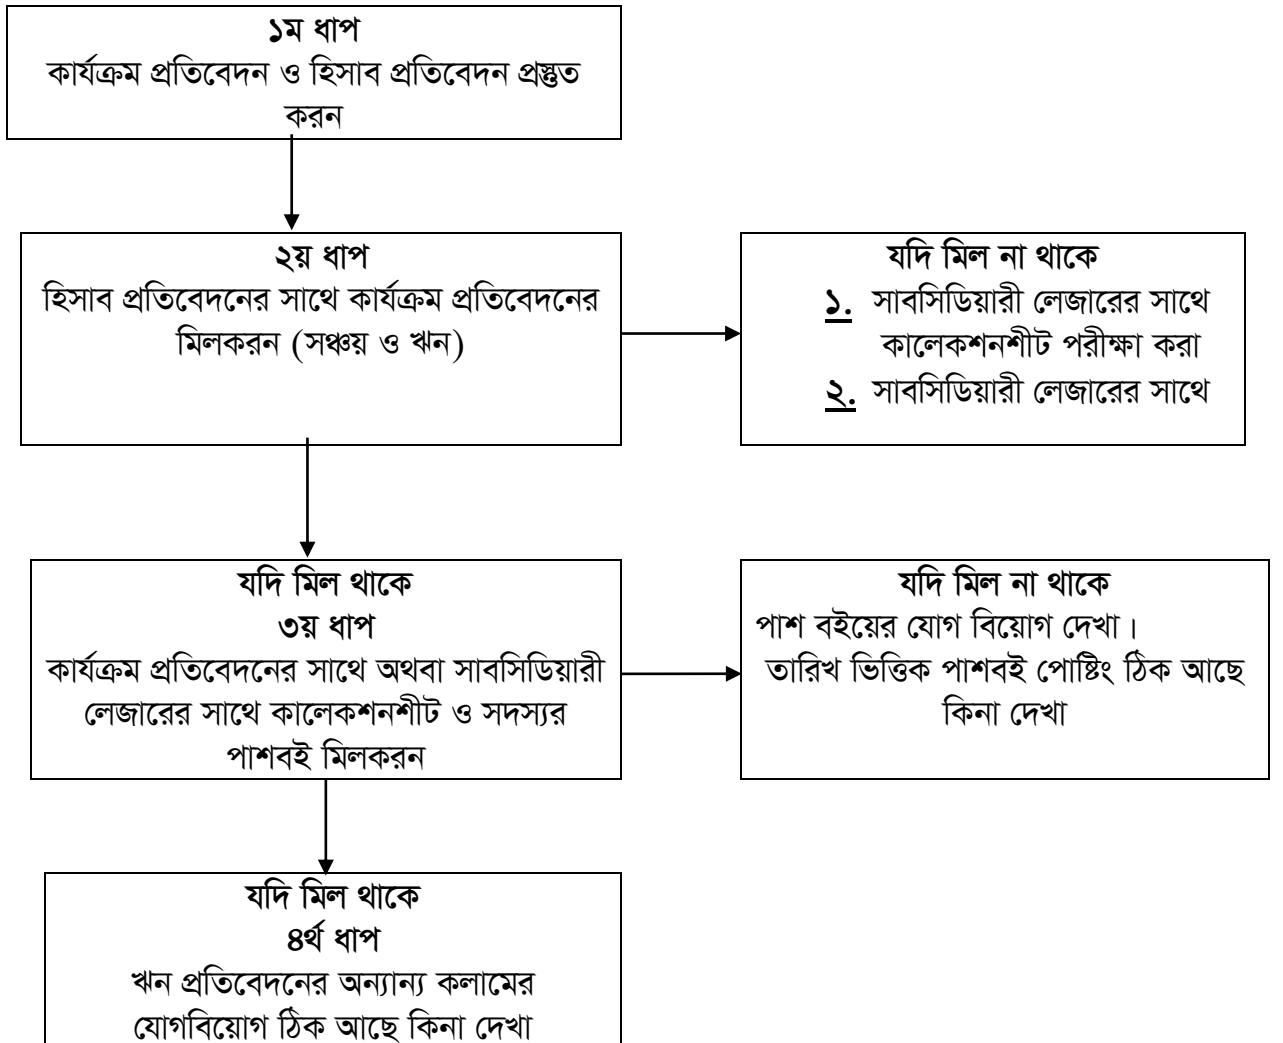 ১ম ধাপ
কার্যক্রম প্রতিবেদন ও হিসাব প্রতিবেদন প্রস্তুত
করন
২য় ধাপ
হিসাব প্রতিবেদনের সাথে কার্যক্রম প্রতিবেদনের
মিলকরন (সঞ্চয় ও ঋন)
যদি মিল না থাকে
১. সাবসিডিয়ারী লেজারের সাথে
কালেকশনশীট পরীক্ষা করা
২. সাবসিডিয়ারী লেজারের সাথে
যদি মিল থাকে
৩য় ধাপ
কার্যক্রম প্রতিবেদনের সাথে অথবা সাবসিডিয়ারী
লেজারের সাথে কালেকশনশীট ও সদস্যর
পাশবই মিলকরন
যদি মিল না থাকে
পাশ বইয়ের যোগ বিয়োগ দেখা।
তারিখ ভিত্তিক পাশবই পোষ্টিং ঠিক আছে
কিনা দেখা
যদি মিল থাকে
৪র্থ ধাপ
ঋন প্রতিবেদনের অন্যান্য কলামের
যোগবিয়োগ ঠিক আছে কিনা দেখা